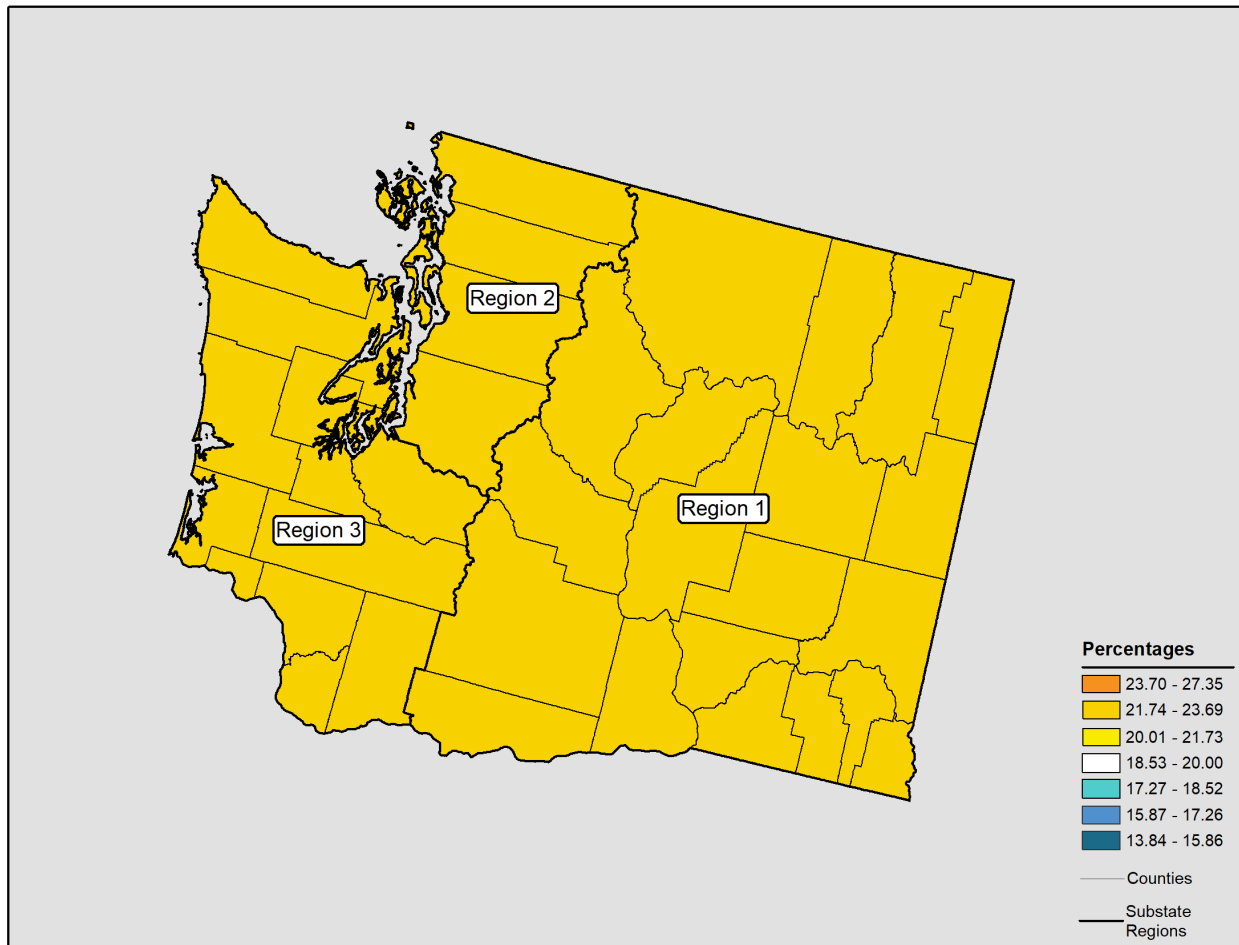 Region 2
Region 1
Region 3
Percentages
23.70 - 27.35
21.74 - 23.69
20.01 - 21.73
18.53 - 20.00
17.27 - 18.52
15.87 - 17.26
13.84 - 15.86
Counties
Substate
Regions